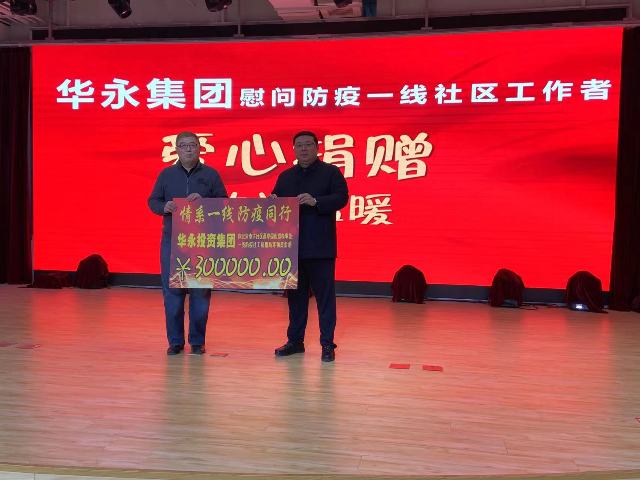 华永集团慰问防疫一线社区工作者
爱心捐赠
暖
情系一线防疫同行
华永投资集团
¥300000.00